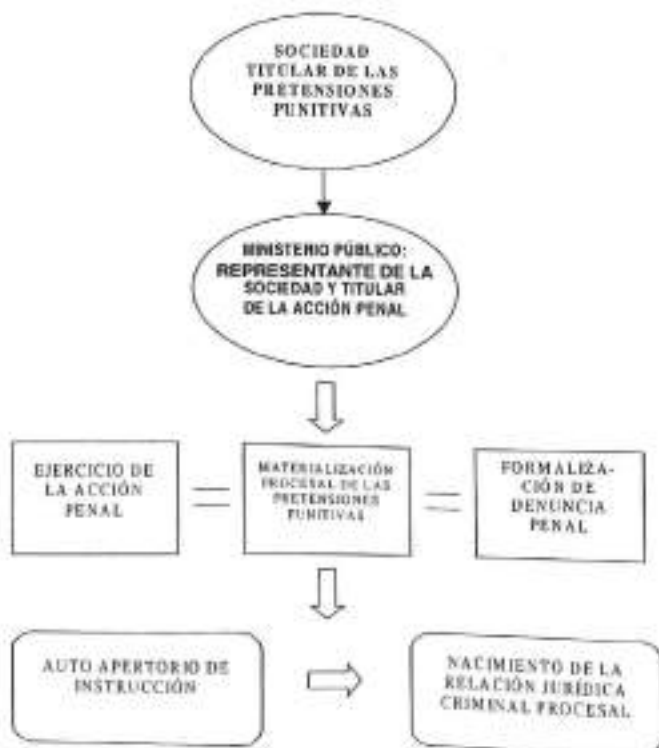 SOCIEDAD
TITULAR DE LAS
PRETENSIONES
PUNITIVAS
MINISTERIO PÚBLICO:
REPRESENTANTE DE LA
SOCIEDAD Y TITULAR
DE LA ACCIÓN PENAL
EJERCICIO DE
LA ACCIÓN
PENAL
MATERIALIZACIÓN
PROCESAL DE LAS
PRETENSIONES
PUNITIVAS
FORMALIZA-
CIÓN DE
DENUNCIA
PENAL
AUTO APERTORIO DE
INSTRUCCIÓN
NACIMIENTO DE LA
RELACIÓN JURÍDICA
CRIMINAL PROCESAL